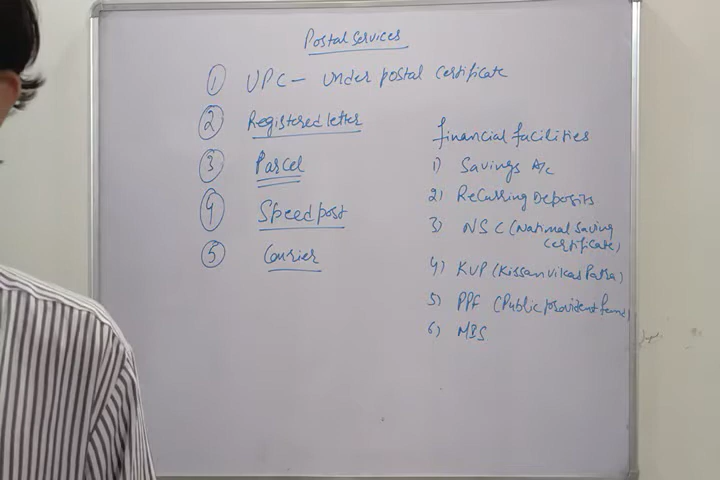 Postal Services
1 UPC - Under postal certificate
2 Registered letter
3 Parcel
4 Speed post
5 Courier
financial facilities
1) Savings A/c
2) Recurring Deposits
3) NSC (National Saving
certificate)
4) KVP (Kissan vikas Patra)
5) PPF (Public provident fund)
6) MBS